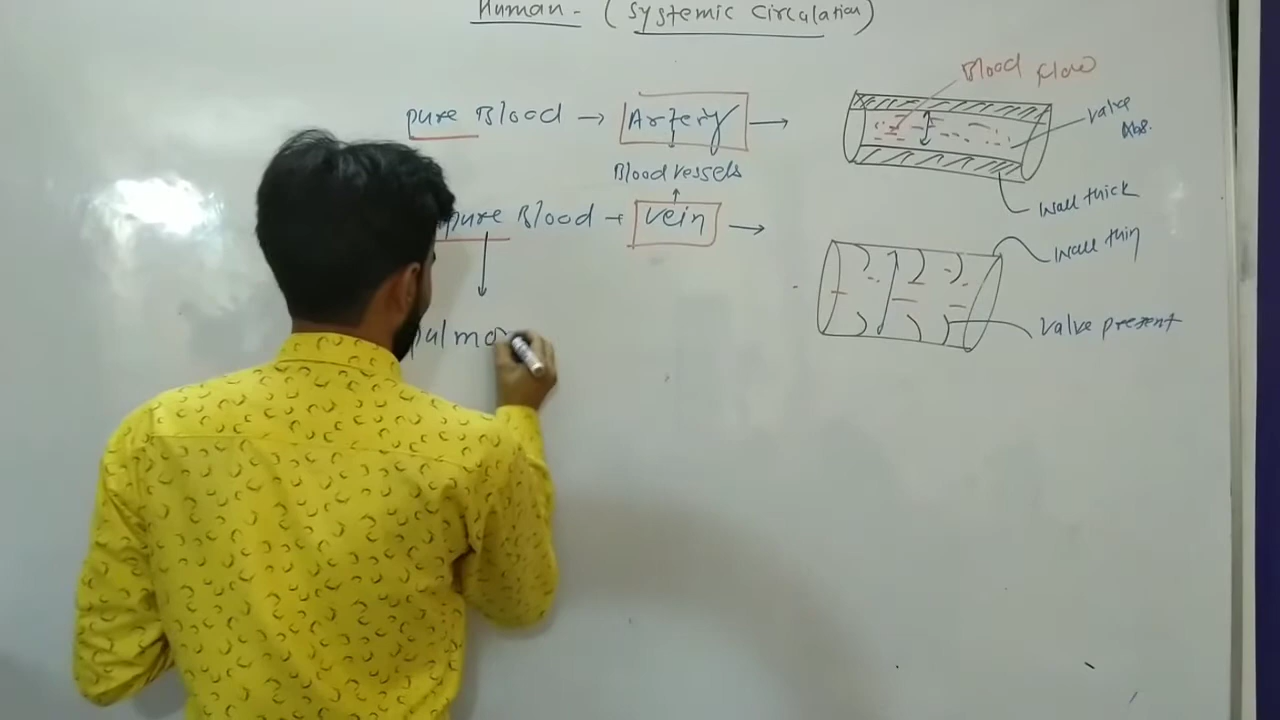 Human - (Systemic Circulation)
Blood Flow
pure Blood → Artery →
valve
Abs.
Blood vessels
wall thick
pure Blood → vein →
wall thin
valve present
pulmo